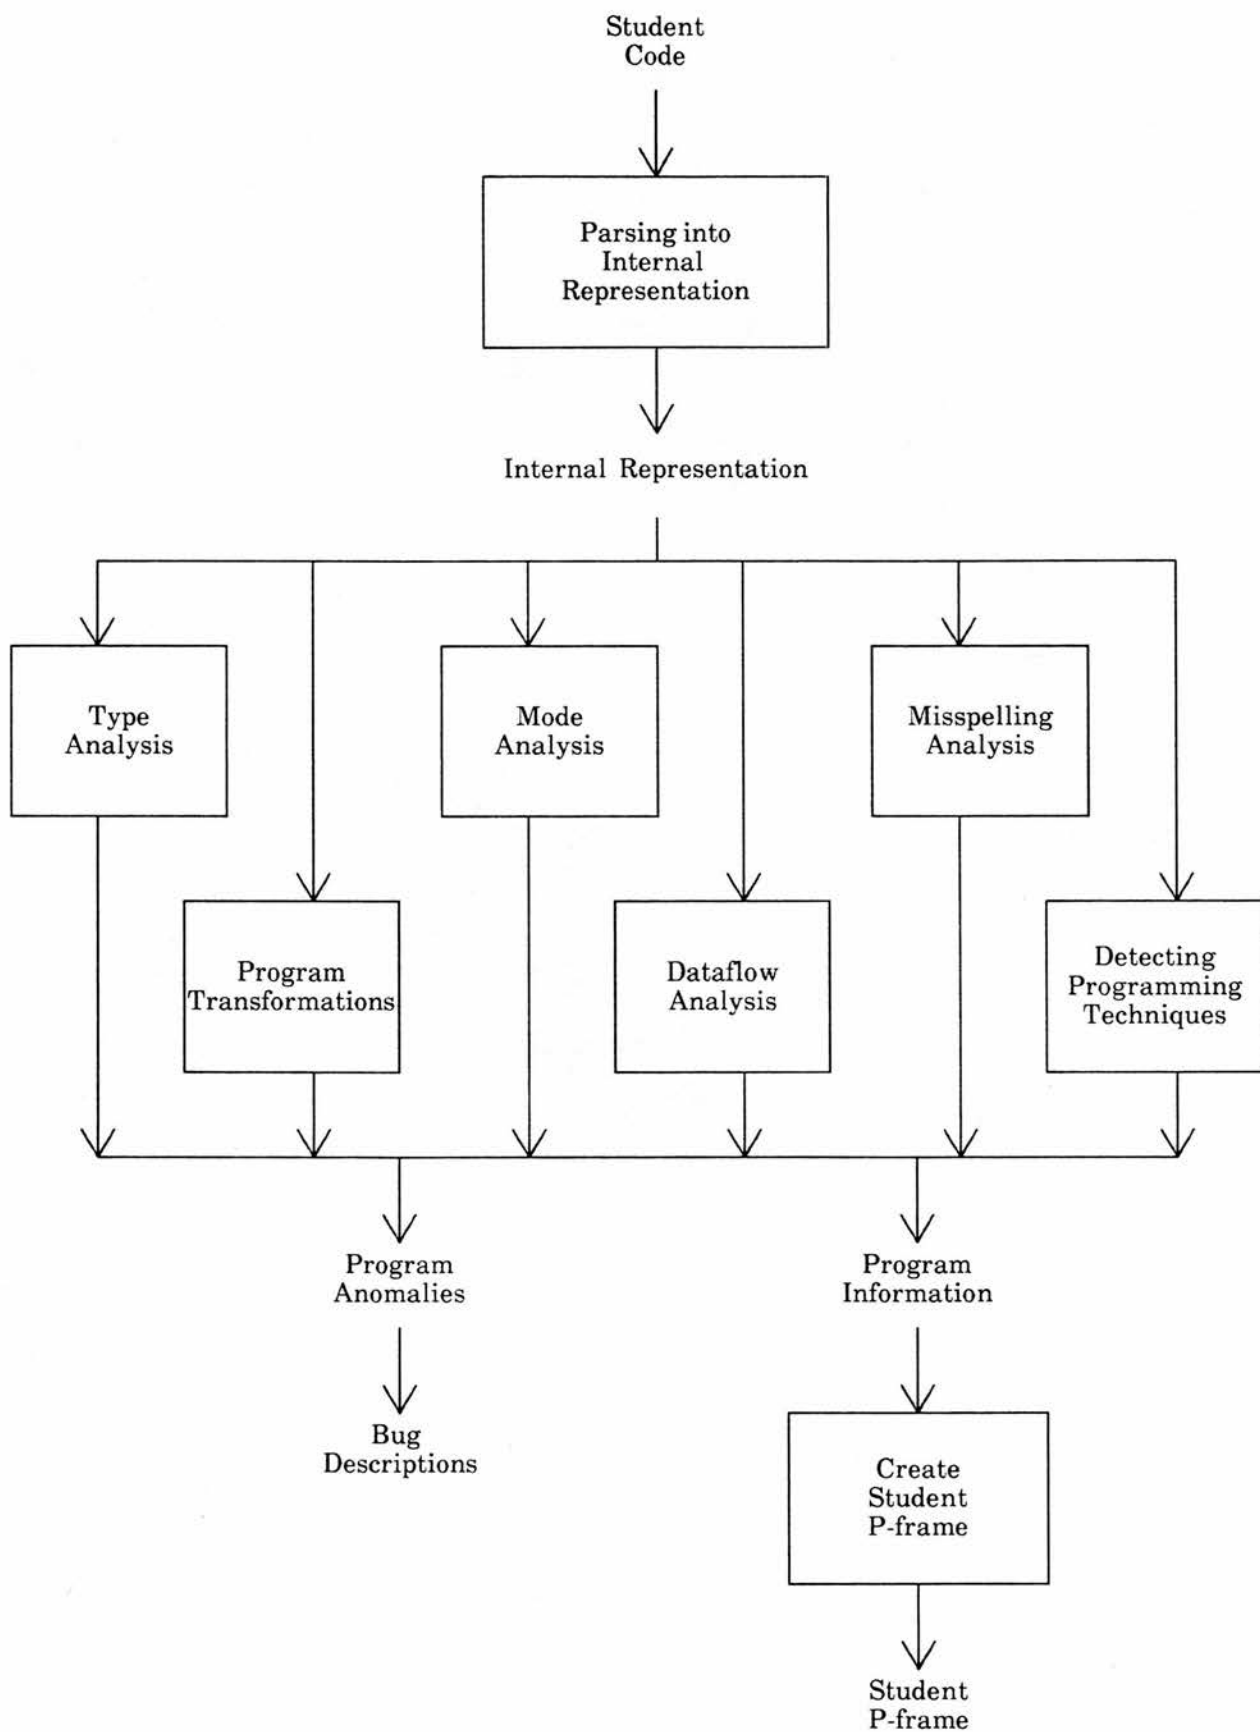 Student
Code
Parsing into
Internal
Representation
Internal Representation
Type
Analysis
Mode
Analysis
Misspelling
Analysis
Program
Transformations
Dataflow
Analysis
Detecting
Programming
Techniques
Program
Anomalies
Program
Information
Bug
Descriptions
Create
Student
P-frame
Student
P-frame